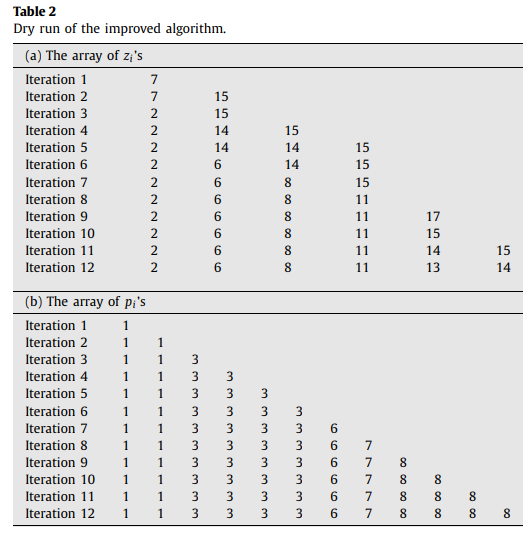 Table 2
Dry run of the improved algorithm.
(a) The array of zi's
Iteration 1 7
Iteration 2 7 15
Iteration 3 2 15
Iteration 4 2 14 15
Iteration 5 2 14 14 15
Iteration 6 2 6 14 15
Iteration 7 2 6 8 15
Iteration 8 2 6 8 11
Iteration 9 2 6 8 11 17
Iteration 10 2 6 8 11 15
Iteration 11 2 6 8 11 14 15
Iteration 12 2 6 8 11 13 14
(b) The array of pi's
Iteration 1 1
Iteration 2 1 1
Iteration 3 1 1 3
Iteration 4 1 1 3 3
Iteration 5 1 1 3 3 3
Iteration 6 1 1 3 3 3 3
Iteration 7 1 1 3 3 3 3 6
Iteration 8 1 1 3 3 3 3 6 7
Iteration 9 1 1 3 3 3 3 6 7 8
Iteration 10 1 1 3 3 3 3 6 7 8 8
Iteration 11 1 1 3 3 3 3 6 7 8 8 8
Iteration 12 1 1 3 3 3 3 6 7 8 8 8 8